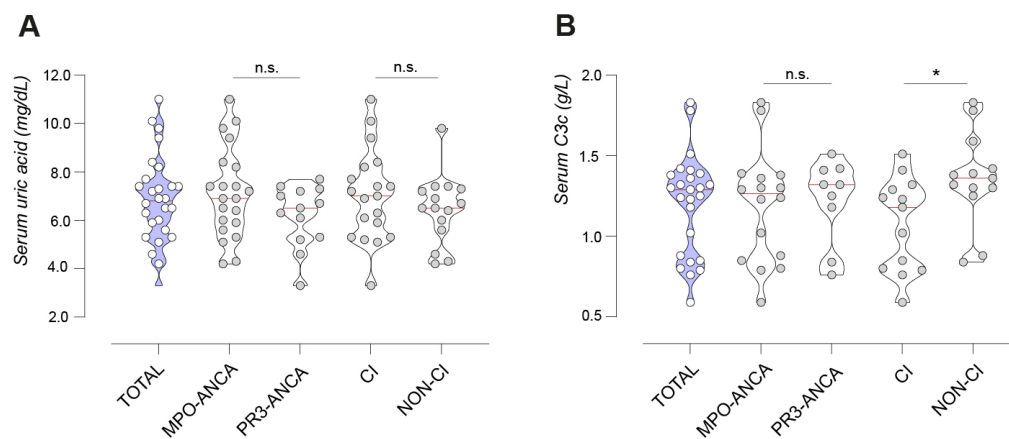 A
Serum uric acid (mg/dL)
12.0
10.0
8.0
6.0
4.0
2.0
n.s.
n.s.
TOTAL
MPO-ANCA
PR3-ANCA
CI
NON-CI
B
Serum C3c (g/L)
2.0
1.5
1.0
0.5
n.s.
*
TOTAL
MPO-ANCA
PR3-ANCA
CI
NON-CI